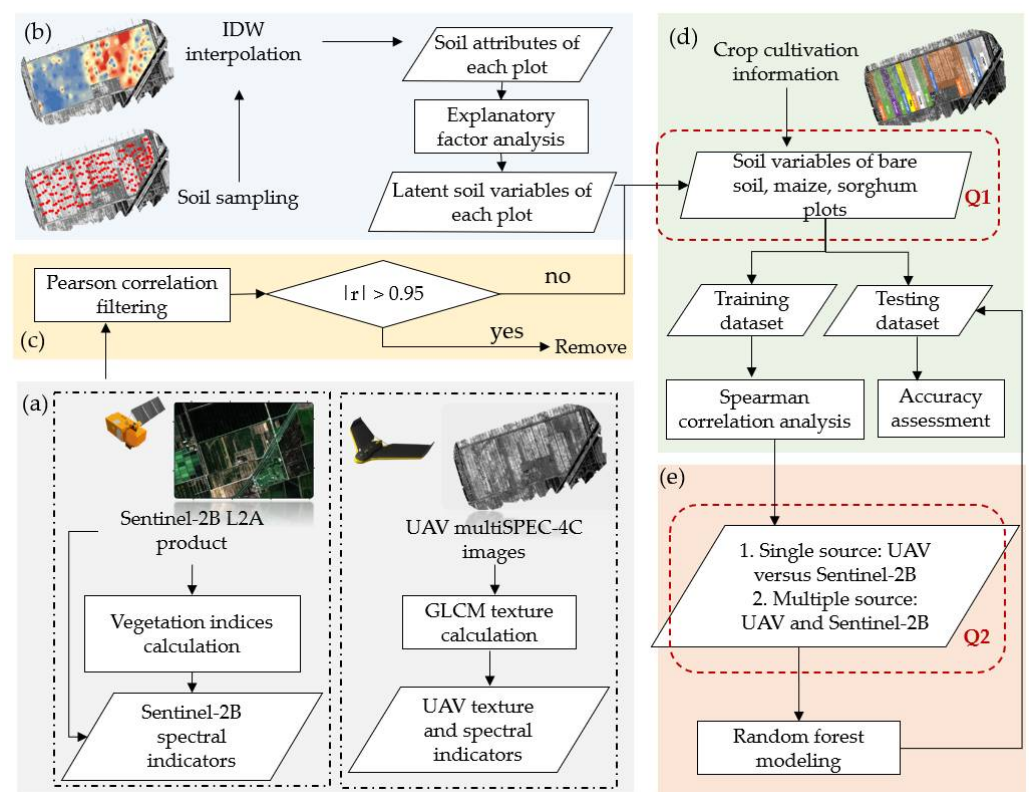 (b)
IDW
interpolation
Soil sampling
Soil attributes of
each plot
Explanatory
factor analysis
Latent soil variables of
each plot
(d)
Crop cultivation
information
Soil variables of bare
soil, maize, sorghum
plots
Q1
Training
dataset
Testing
dataset
Spearman
correlation analysis
Accuracy
assessment
(c)
Pearson correlation
filtering
|r| > 0.95
no
yes
Remove
(a)
Sentinel-2B L2A
product
Vegetation indices
calculation
Sentinel-2B
spectral
indicators
UAV multiSPEC-4C
images
GLCM texture
calculation
UAV texture
and spectral
indicators
(e)
1. Single source: UAV
versus Sentinel-2B
2. Multiple source:
UAV and Sentinel-2B
Q2
Random forest
modeling